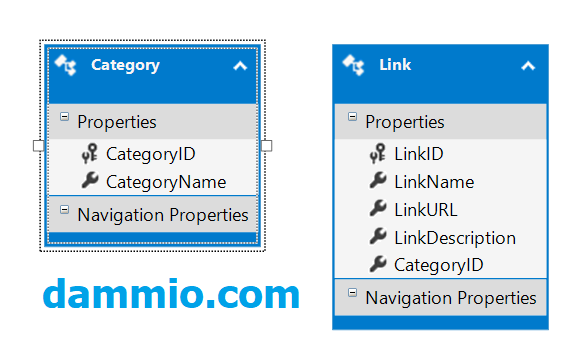 Category
Properties
CategoryID
CategoryName
Navigation Properties
dammio.com
Link
Properties
LinkID
LinkName
LinkURL
LinkDescription
CategoryID
Navigation Properties